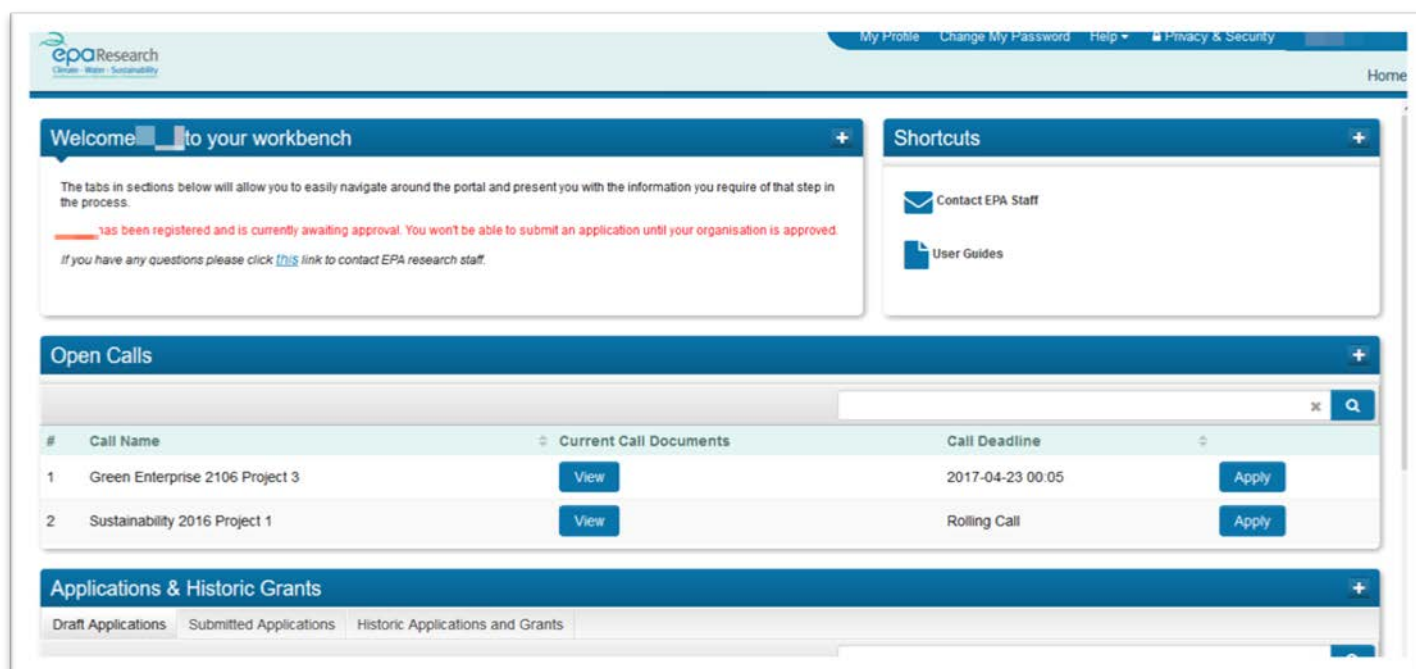 My Profile Change My Password Help Privacy & Security
epaResearch
Climate - Water - Sustainability
Home
Welcome to your workbench
Shortcuts
The tabs in sections below will allow you to easily navigate around the portal and present you with the information you require of that step in
the process.
has been registered and is currently awaiting approval. You won't be able to submit an application until your organisation is approved.
If you have any questions please click this link to contact EPA research staff.
Contact EPA Staff
User Guides
Open Calls
# Call Name Current Call Documents Call Deadline
1 Green Enterprise 2106 Project 3 View 2017-04-23 00:05 Apply
2 Sustainability 2016 Project 1 View Rolling Call Apply
Applications & Historic Grants
Draft Applications Submitted Applications Historic Applications and Grants